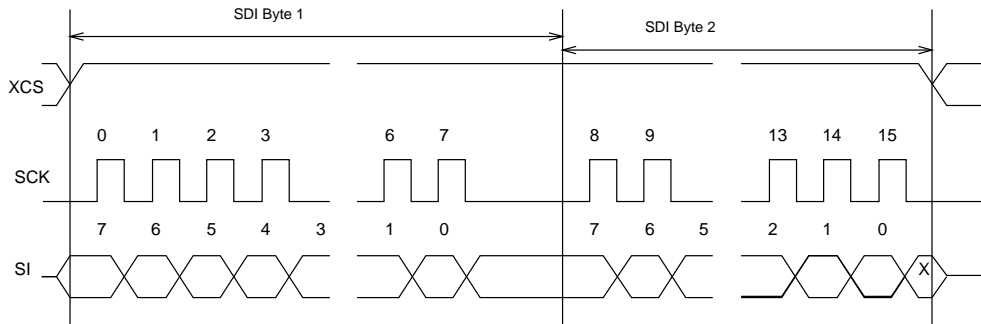 SDI Byte 1
SDI Byte 2
XCS
0 1 2 3 6 7 8 9 13 14 15
SCK
7 6 5 4 3 1 0 7 6 5 2 1 0
SI X